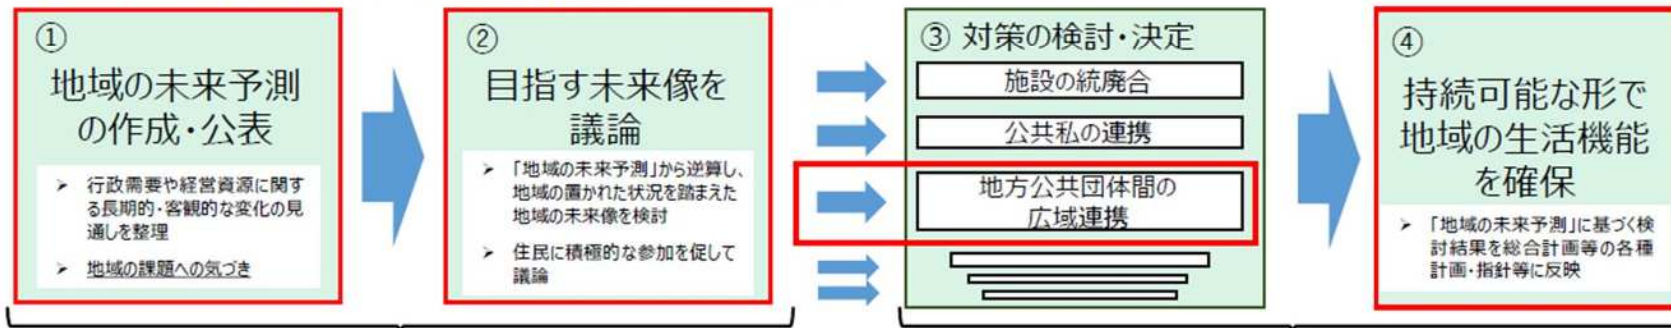 ①
地域の未来予測
の作成・公表
➢ 行政需要や経営資源に関す
る長期的・客観的な変化の見
通しを整理
➢ 地域の課題への気づき
②
目指す未来像を
議論
➢ 「地域の未来予測」から逆算し、
地域の置かれた状況を踏まえた
地域の未来像を検討
➢ 住民に積極的な参加を促して
議論
③ 対策の検討・決定
施設の統廃合
公共私の連携
地方公共団体間の
広域連携
④
持続可能な形で
地域の生活機能
を確保
➢ 「地域の未来予測」に基づく検
討結果を総合計画等の各種
計画・指針等に反映